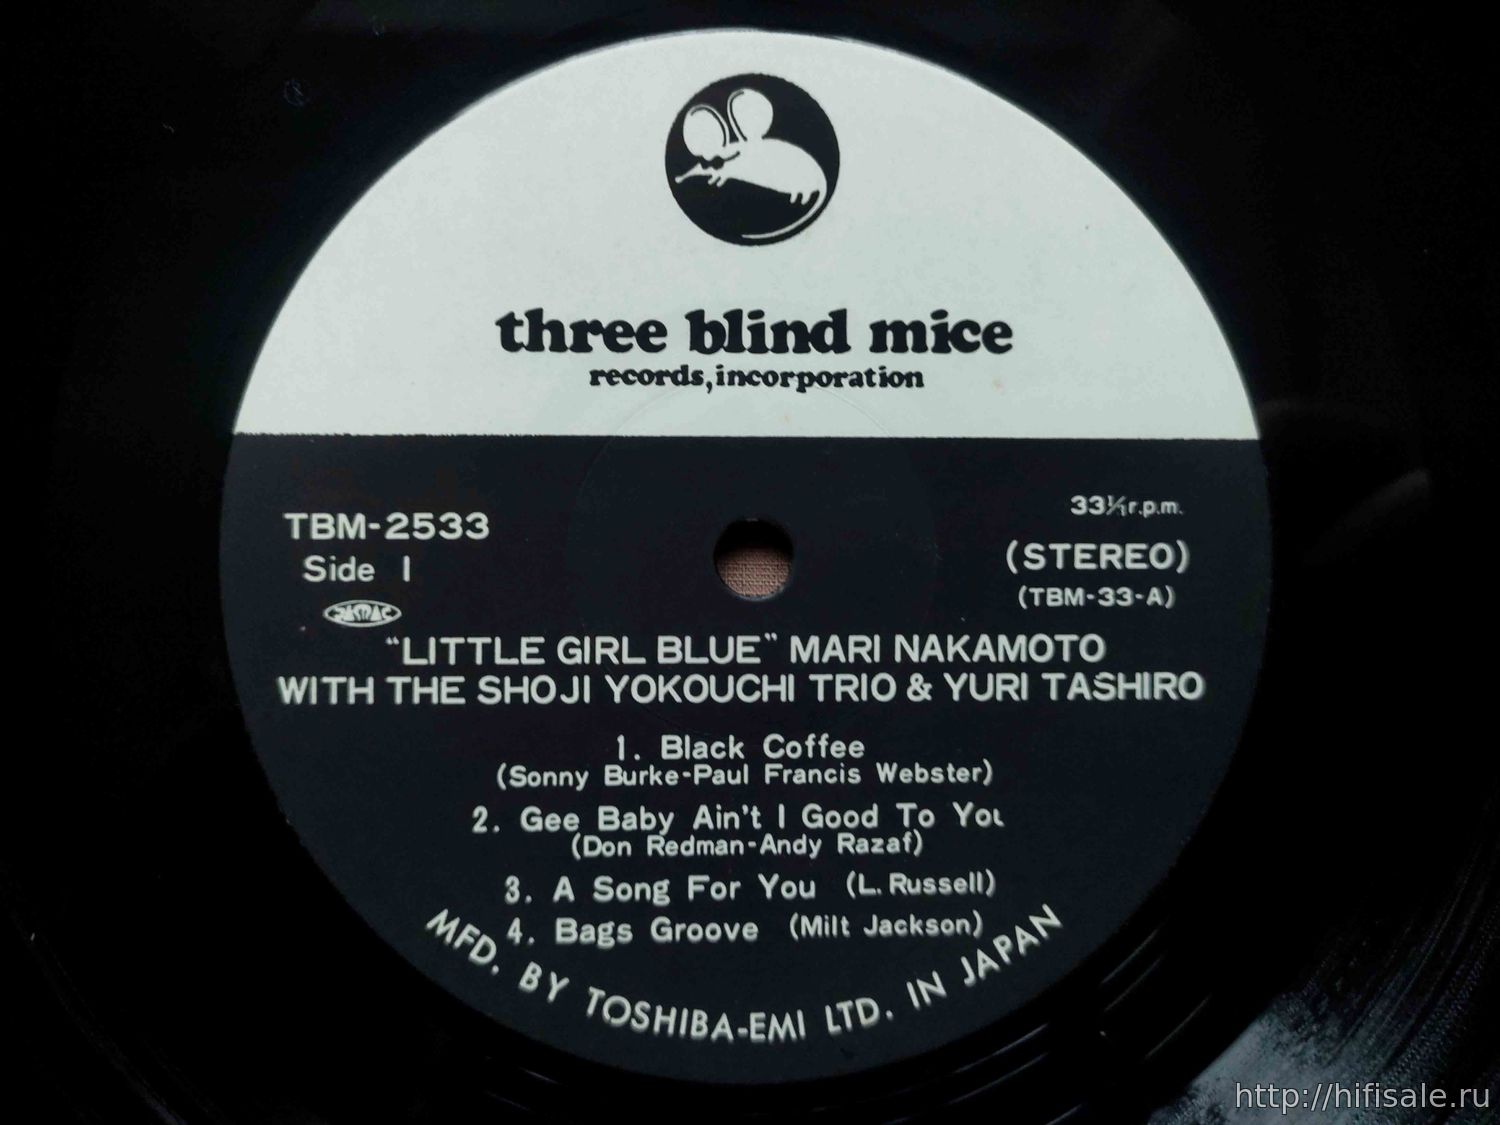 three blind mice
records, incorporation
TBM-2533
Side 1
JASRAC
33⅓ r.p.m.
(STEREO)
(TBM-33-A)
"LITTLE GIRL BLUE" MARI NAKAMOTO
WITH THE SHOJI YOKOUCHI TRIO & YURI TASHIRO
1. Black Coffee
(Sonny Burke-Paul Francis Webster)
2. Gee Baby Ain't I Good To You
(Don Redman-Andy Razaf)
3. A Song For You (L. Russell)
4. Bags Groove (Milt Jackson)
MFD. BY TOSHIBA-EMI LTD. IN JAPAN
http://hifisale.ru